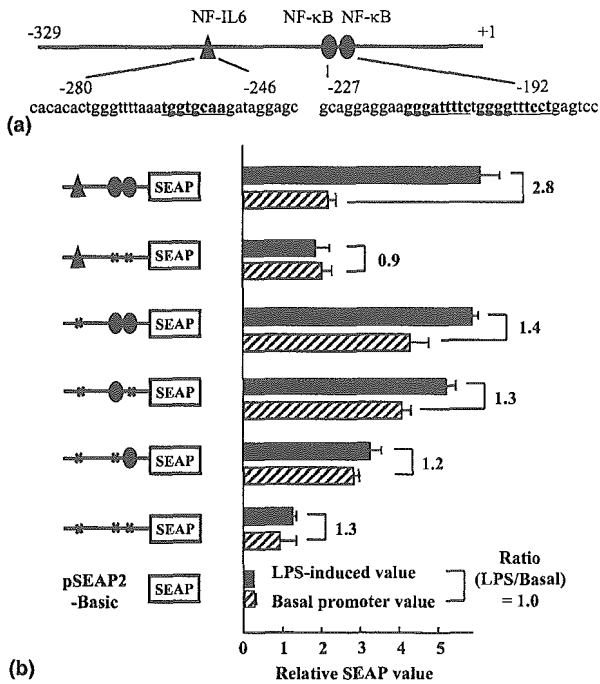 NF-IL6 NF-κB NF-κB
-329 +1
-280 -246 -227 -192
cacacactgggttttaaatggtgcaagataggagc gcaggaggaagggattttctggggtttcctgagtcc
(a)
SEAP 2.8
SEAP 0.9
SEAP 1.4
SEAP 1.3
SEAP 1.2
SEAP 1.3
pSEAP2
-Basic
SEAP
LPS-induced value
Basal promoter value
Ratio
(LPS/Basal)
= 1.0
0 1 2 3 4 5
Relative SEAP value
(b)